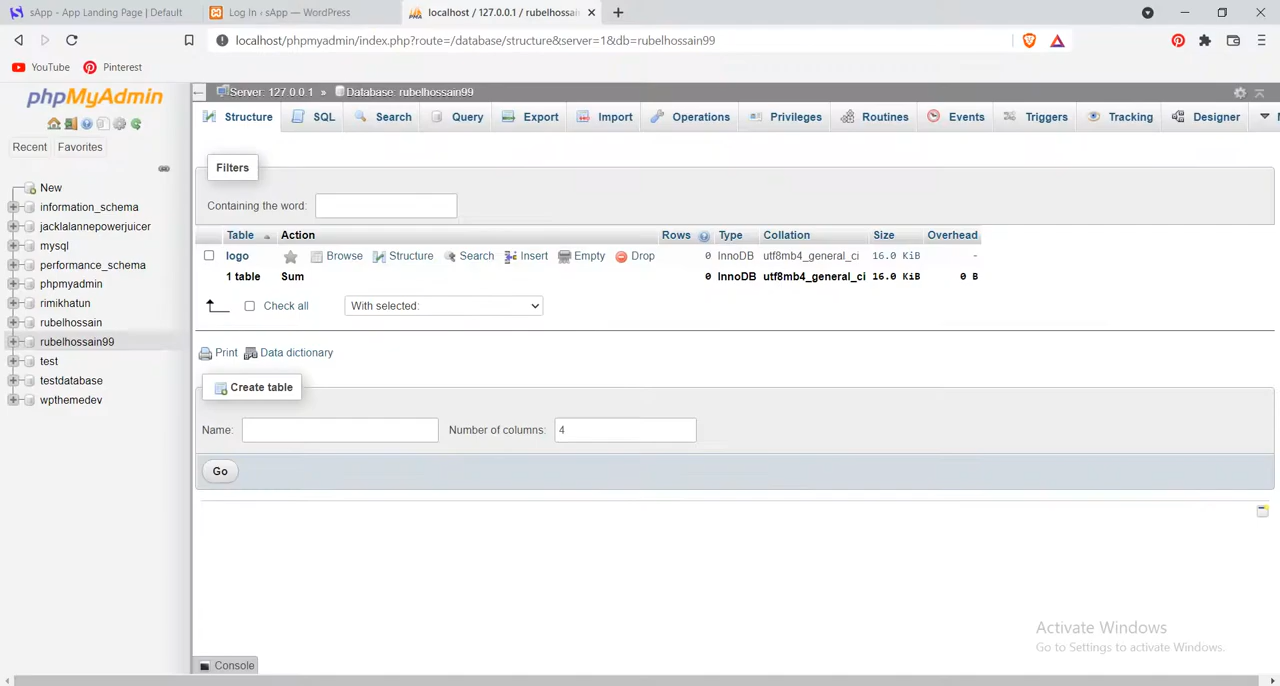 sApp - App Landing Page | Default
Log In ‹ sApp — WordPress
localhost / 127.0.0.1 / rubelhossain
localhost/phpmyadmin/index.php?route=/database/structure&server=1&db=rubelhossain99
YouTube
Pinterest
phpMyAdmin
Recent
Favorites
New
information_schema
jacklalannepowerjuicer
mysql
performance_schema
phpmyadmin
rimikhatun
rubelhossain
rubelhossain99
test
testdatabase
wpthemedev
Server: 127.0.0.1 » Database: rubelhossain99
Structure SQL Search Query Export Import Operations Privileges Routines Events Triggers Tracking Designer
Filters
Containing the word:
Table Action Rows Type Collation Size Overhead
logo Browse Structure Search Insert Empty Drop 0 InnoDB utf8mb4_general_ci 16.0 KiB -
1 table Sum 0 InnoDB utf8mb4_general_ci 16.0 KiB 0 B
Check all With selected:
Print Data dictionary
Create table
Name: Number of columns: 4
Go
Console
Activate Windows
Go to Settings to activate Windows.